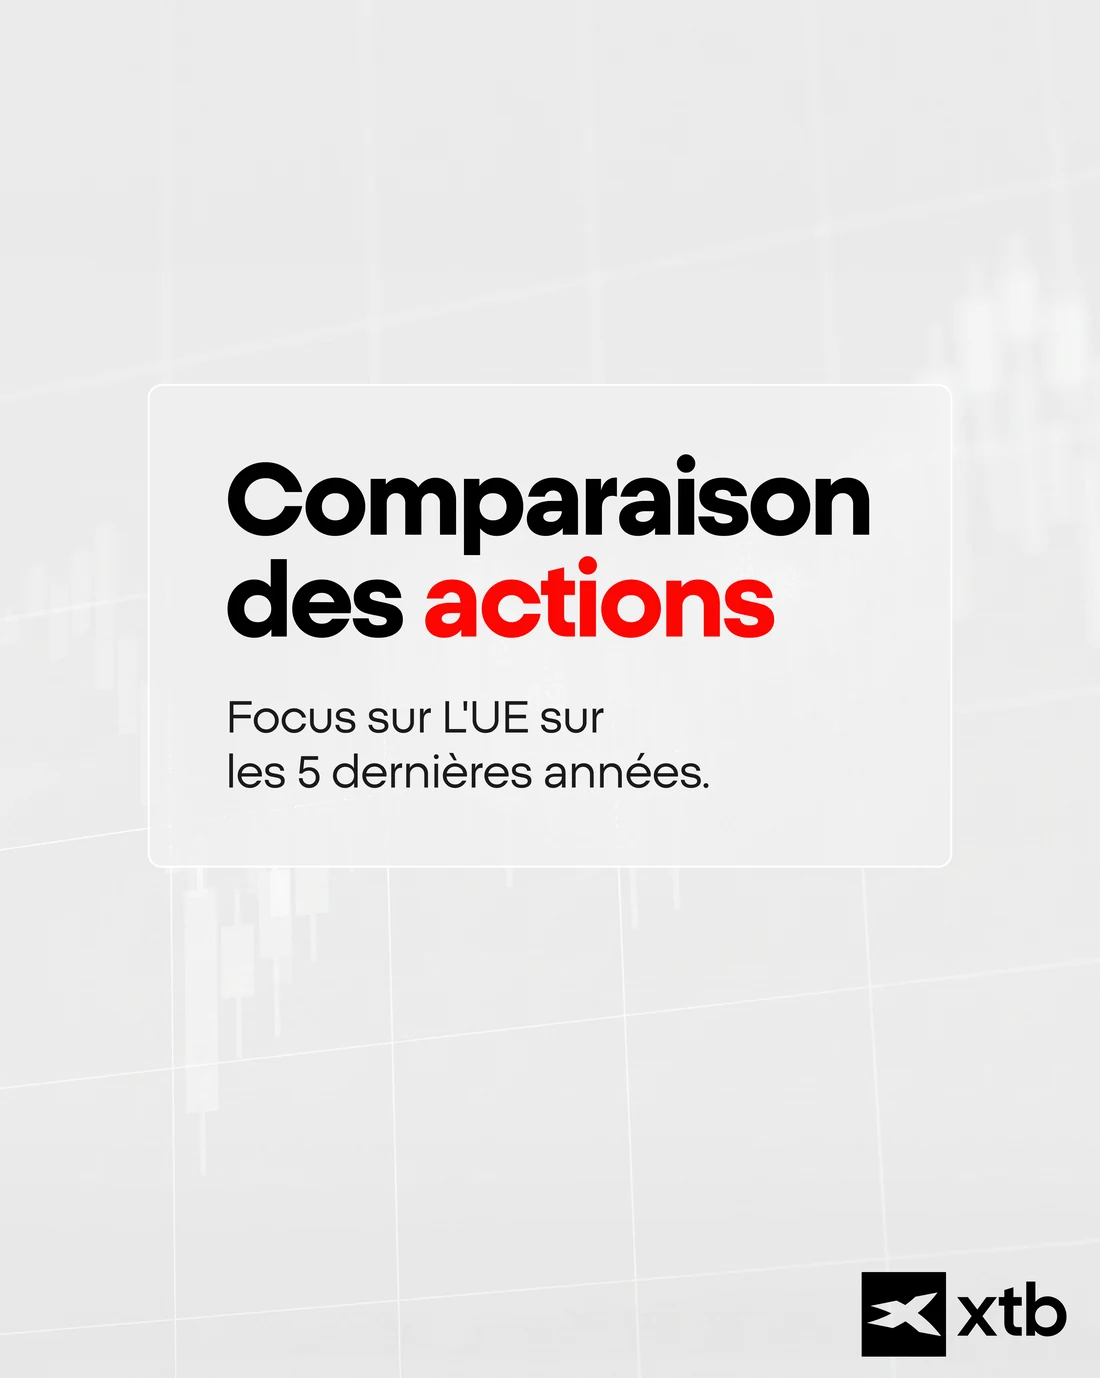 Comparaison
des actions
Focus sur L'UE sur
les 5 dernières années.
xtb